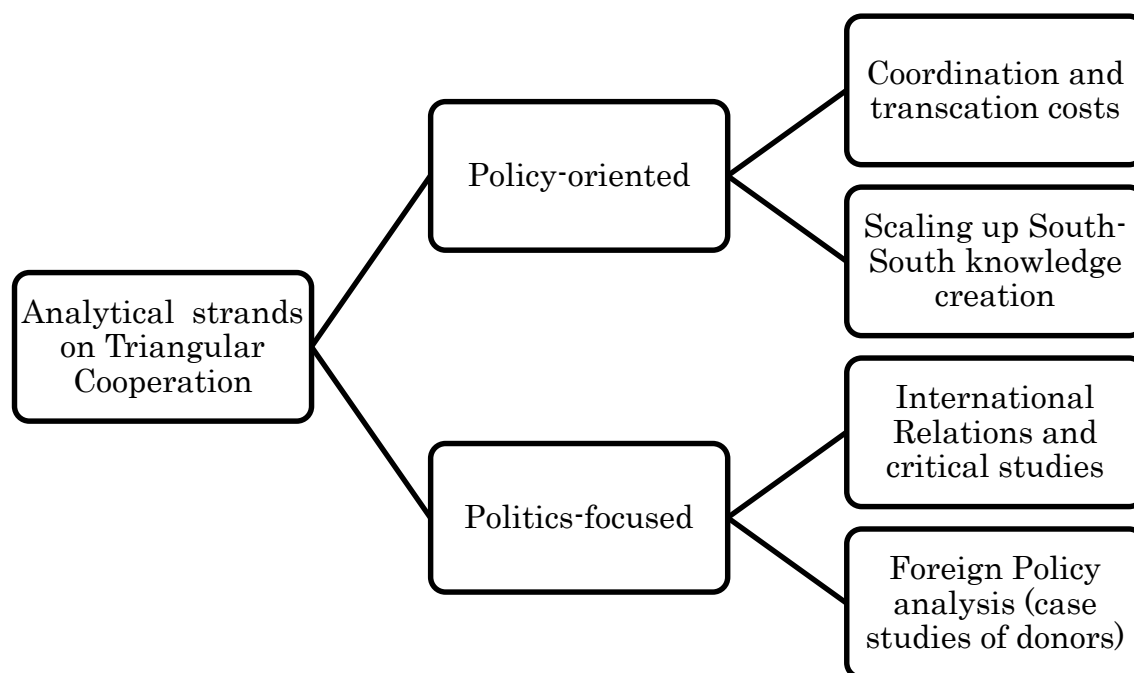 Analytical strands
on Triangular
Cooperation
Policy-oriented
Coordination and
transcation costs
Scaling up South-
South knowledge
creation
Politics-focused
International
Relations and
critical studies
Foreign Policy
analysis (case
studies of donors)